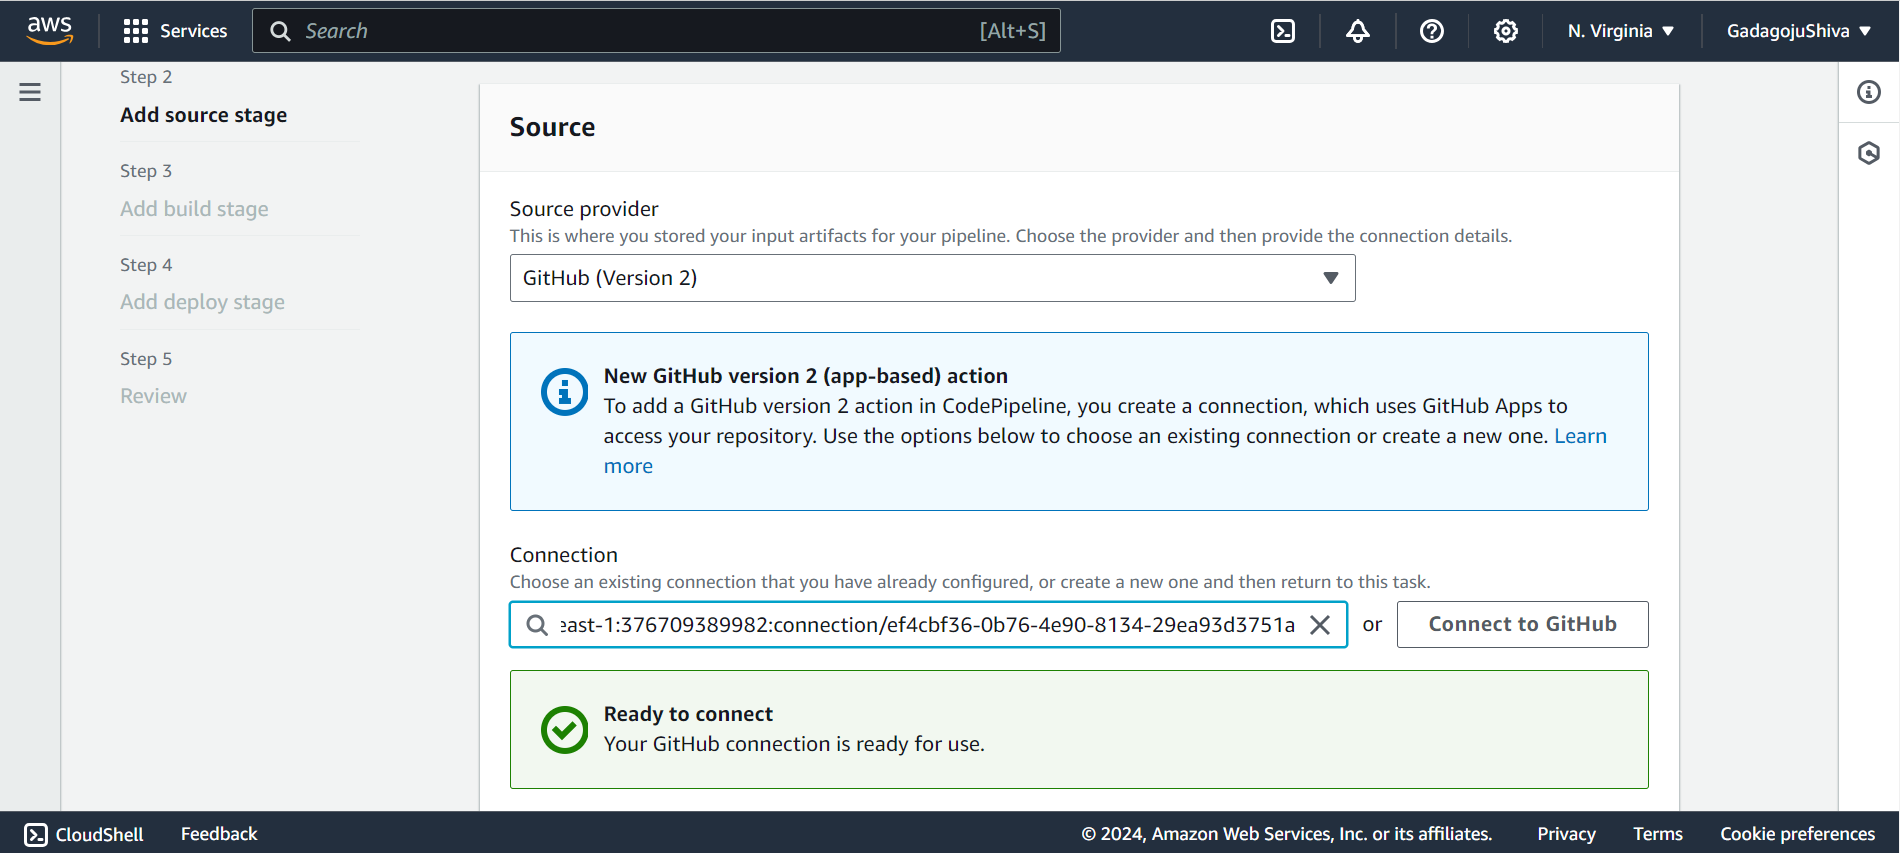 aws
Services
Search
[Alt+S]
N. Virginia
GadagojuShiva
Step 2
Add source stage
Step 3
Add build stage
Step 4
Add deploy stage
Step 5
Review
Source
Source provider
This is where you stored your input artifacts for your pipeline. Choose the provider and then provide the connection details.
GitHub (Version 2)
New GitHub version 2 (app-based) action
To add a GitHub version 2 action in CodePipeline, you create a connection, which uses GitHub Apps to
access your repository. Use the options below to choose an existing connection or create a new one. Learn
more
Connection
Choose an existing connection that you have already configured, or create a new one and then return to this task.
east-1:376709389982:connection/ef4cbf36-0b76-4e90-8134-29ea93d3751a
or
Connect to GitHub
Ready to connect
Your GitHub connection is ready for use.
CloudShell
Feedback
© 2024, Amazon Web Services, Inc. or its affiliates.
Privacy
Terms
Cookie preferences